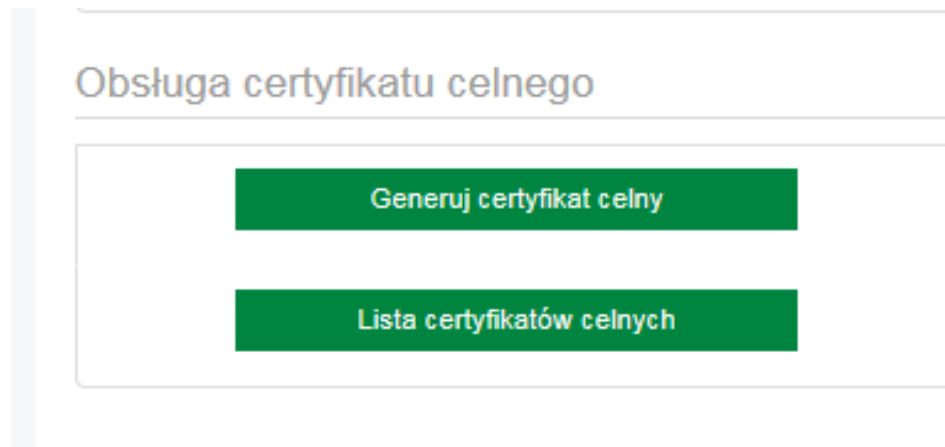 Obsługa certyfikatu celnego
Generuj certyfikat celny
Lista certyfikatów celnych